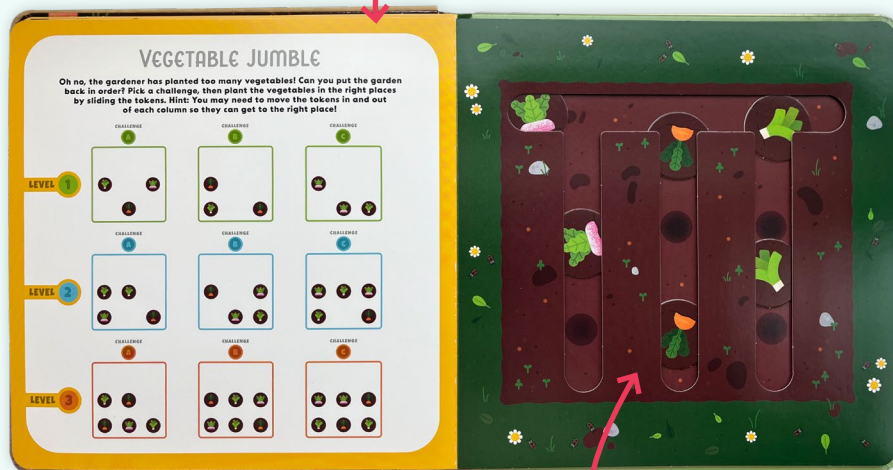 VEGETABLE JUMBLE
Oh no, the gardener has planted too many vegetables! Can you put the garden
back in order? Pick a challenge, then plant the vegetables in the right places
by sliding the tokens. Hint: You may need to move the tokens in and out
of each column so they can get to the right place!
CHALLENGE CHALLENGE CHALLENGE
A B C
LEVEL 1
CHALLENGE CHALLENGE CHALLENGE
A B C
LEVEL 2
CHALLENGE CHALLENGE CHALLENGE
A B C
LEVEL 3